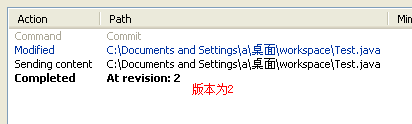 Action Path Min
Command Commit
Modified C:\Documents and Settings\a\桌面\workspace\Test.java
Sending content C:\Documents and Settings\a\桌面\workspace\Test.java
Completed At revision: 2
版本为2